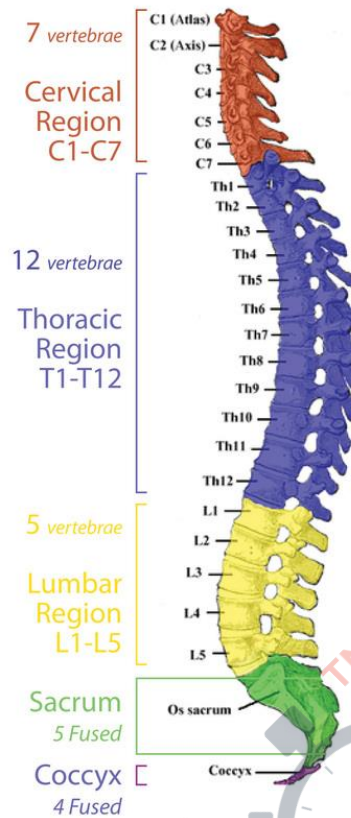 7 vertebrae
Cervical
Region
C1-C7
C1 (Atlas)
C2 (Axis)
C3
C4
C5
C6
C7
12 vertebrae
Thoracic
Region
T1-T12
Th1
Th2
Th3
Th4
Th5
Th6
Th7
Th8
Th9
Th10
Th11
Th12
5 vertebrae
Lumbar
Region
L1-L5
L1
L2
L3
L4
L5
Sacrum
5 Fused
Os sacrum
Coccyx
4 Fused
Coccyx